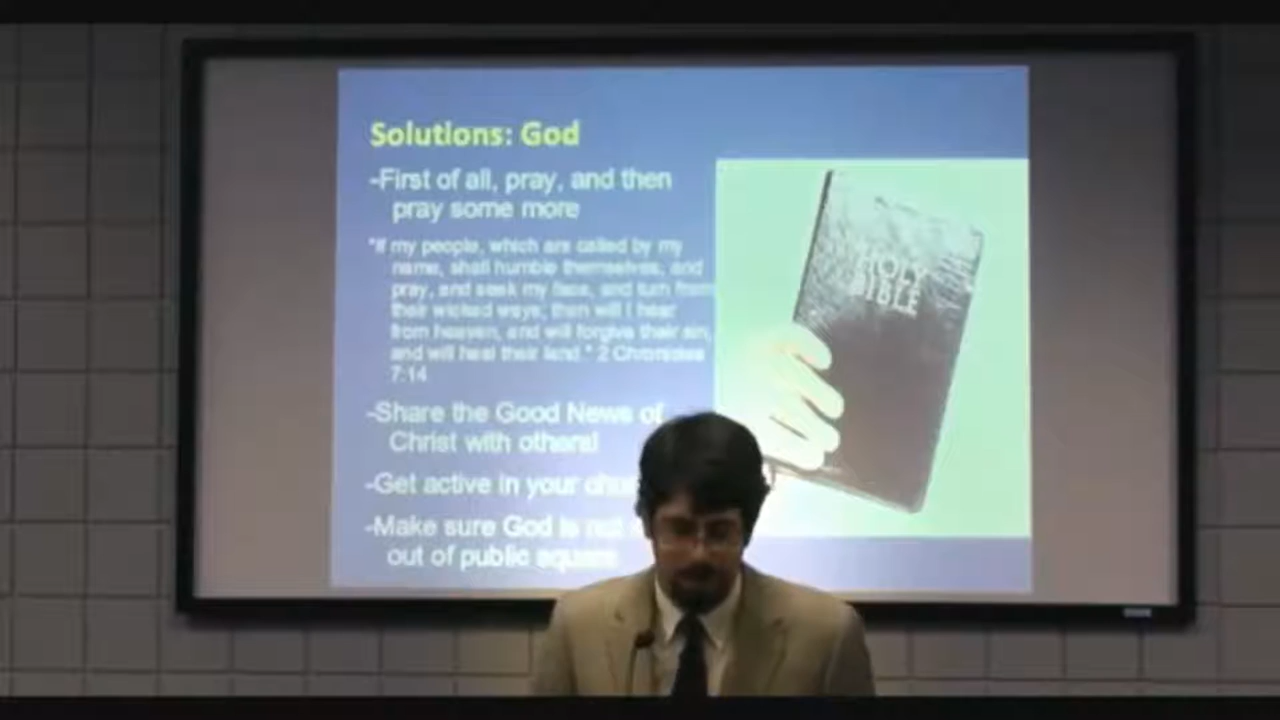 Solutions: God
-First of all, pray, and then
pray some more
"If my people, which are called by my
name, shall humble themselves, and
pray, and seek my face, and turn from
their wicked ways; then will I hear
from heaven, and will forgive their sin,
and will heal their land." 2 Chronicles
7:14
HOLY
BIBLE
-Share the Good News of
Christ with others!
-Get active in your
-Make sure God is not
out of public square